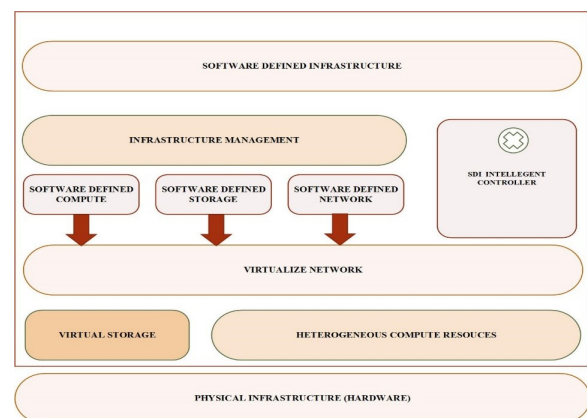 SOFTWARE DEFINED INFRASTRUCTURE
INFRASTRUCTURE MANAGEMENT
SDI INTELLEGENT
CONTROLLER
SOFTWARE DEFINED
COMPUTE
SOFTWARE DEFINED
STORAGE
SOFTWARE DEFINED
NETWORK
VIRTUALIZE NETWORK
VIRTUAL STORAGE
HETEROGENEOUS COMPUTE RESOUCES
PHYSICAL INFRASTRUCTURE (HARDWARE)